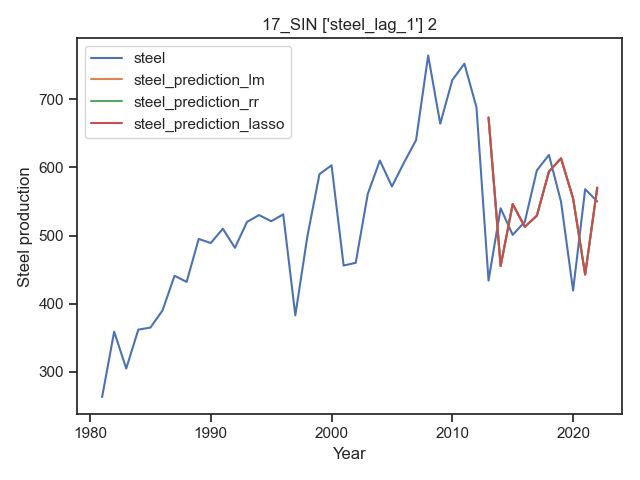 17_SIN ['steel_lag_1'] 2
steel
steel_prediction_lm
steel_prediction_rr
steel_prediction_lasso
Steel production
700
600
500
400
300
1980
1990
2000
2010
2020
Year